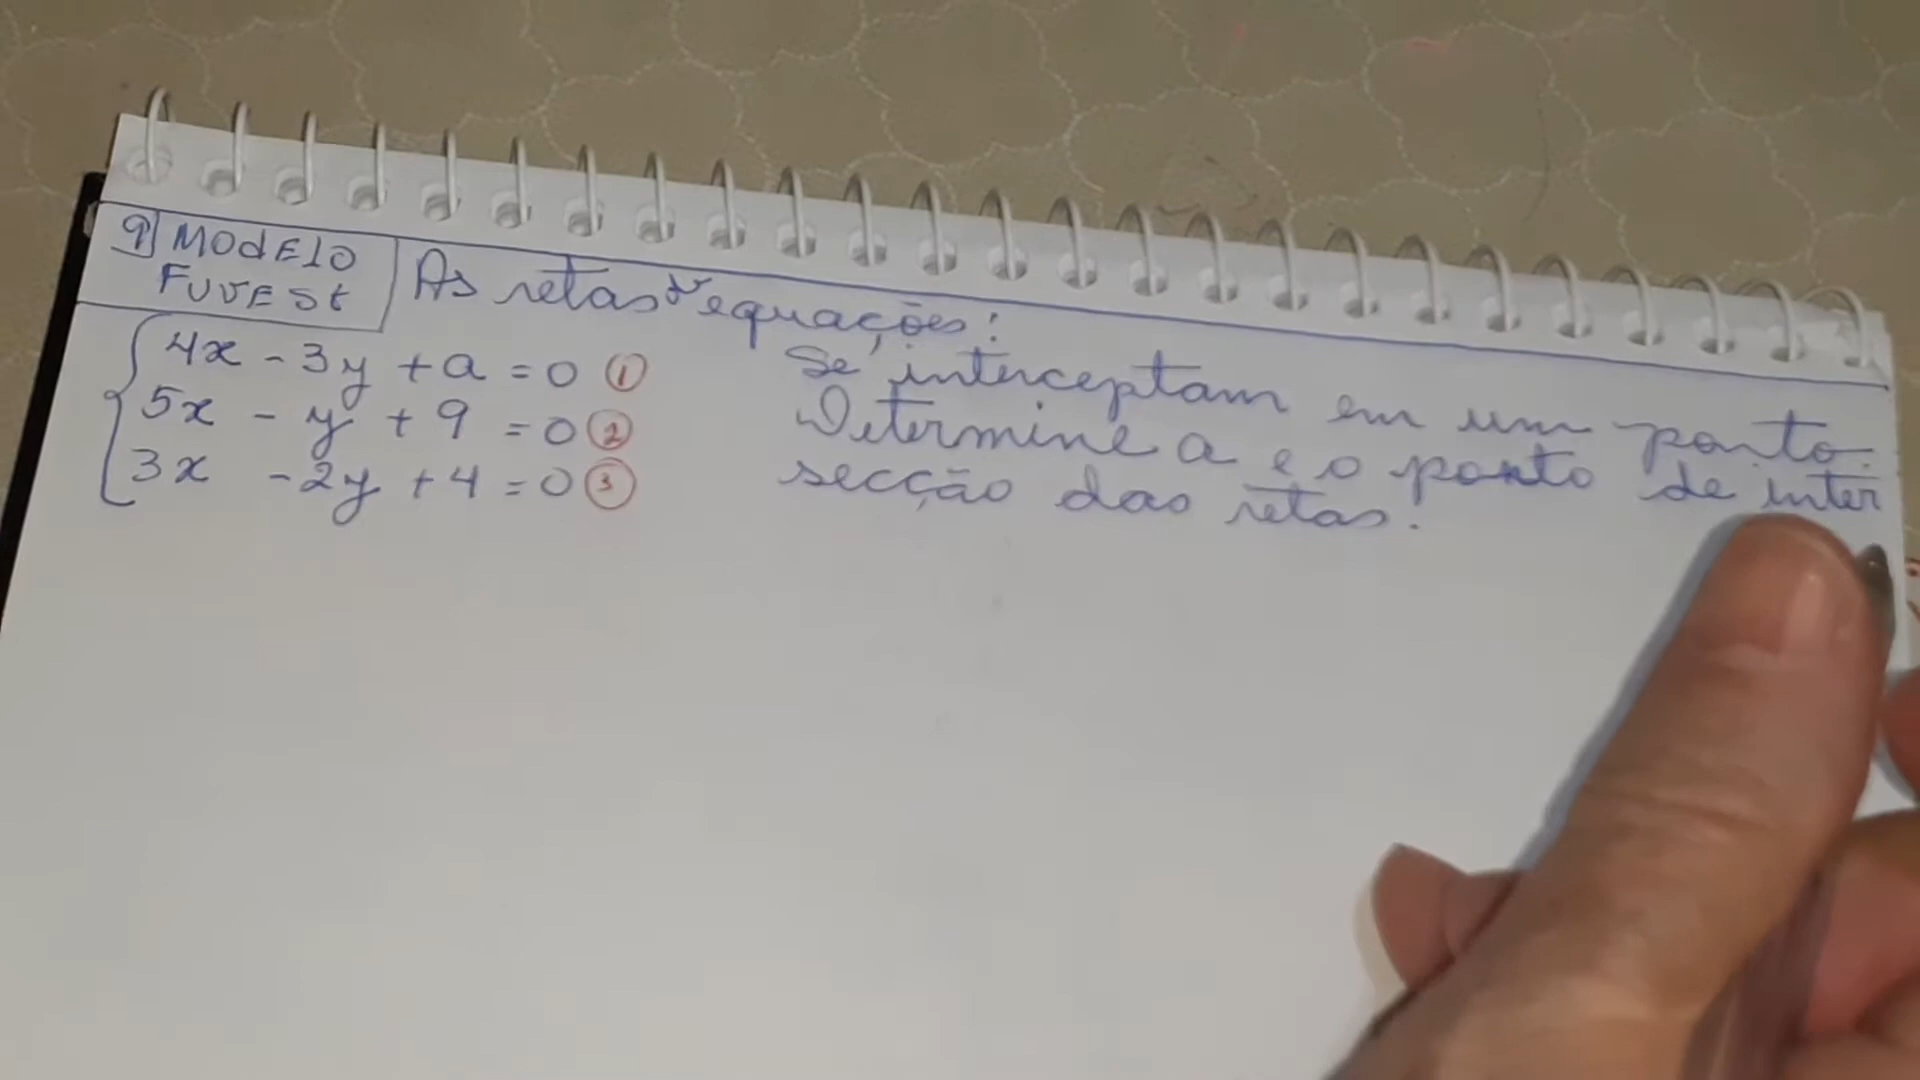 9) MODELO
FUVEST
As retas de equações:
4x - 3y + a = 0 ①
5x - y + 9 = 0 ②
3x - 2y + 4 = 0 ③
Se interceptam em um ponto.
Determine a e o ponto de inter
secção das retas.